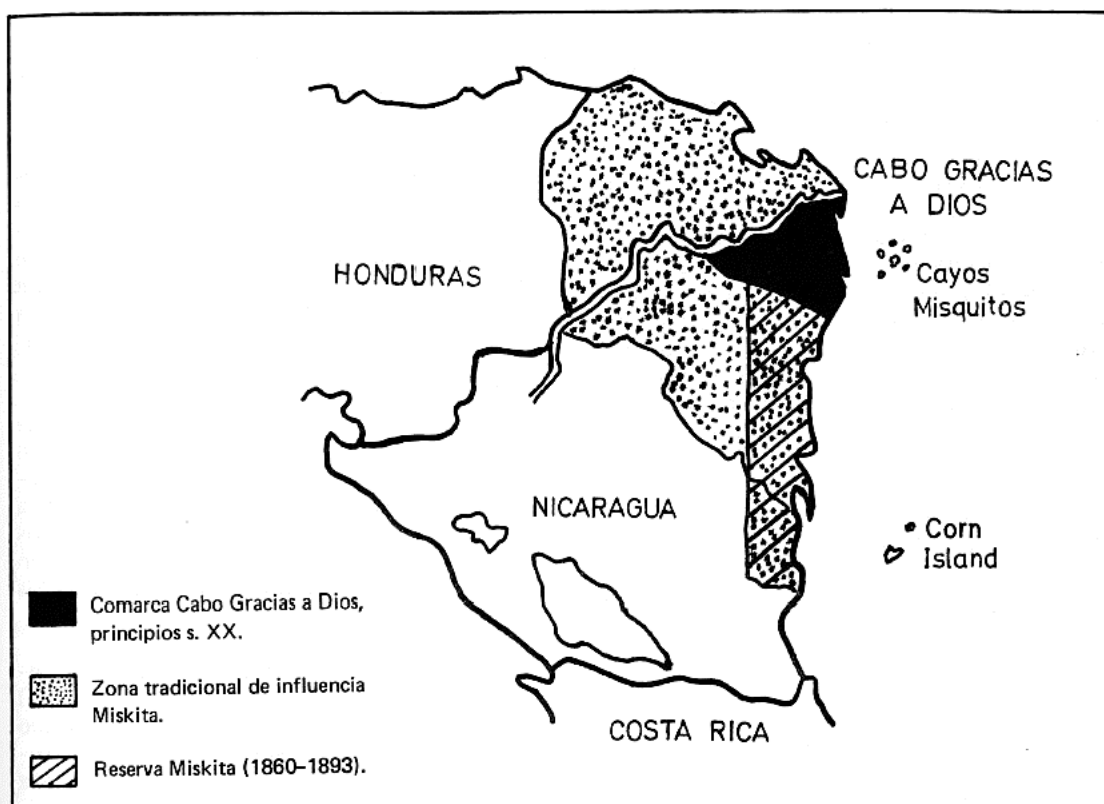 CABO GRACIAS
A DIOS
HONDURAS
Cayos
Misquitos
NICARAGUA
Corn
Island
COSTA RICA
Comarca Cabo Gracias a Dios,
principios s. XX.
Zona tradicional de influencia
Miskita.
Reserva Miskita (1860–1893).